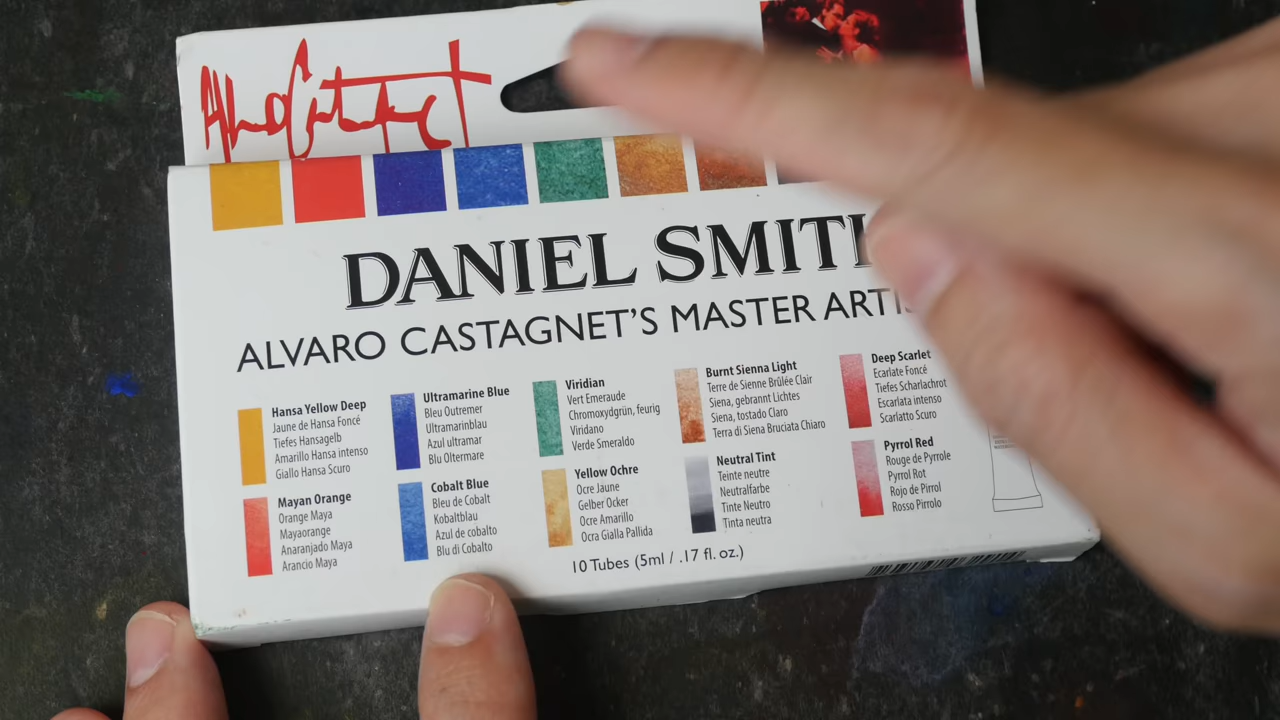 DANIEL SMITH
ALVARO CASTAGNET'S MASTER ARTIS
Hansa Yellow Deep
Jaune de Hansa Foncé
Tiefes Hansagelb
Amarillo Hansa intenso
Giallo Hansa Scuro
Mayan Orange
Orange Maya
Mayaorange
Anaranjado Maya
Arancio Maya
Ultramarine Blue
Bleu Outremer
Ultramarinblau
Azul ultramar
Blu Oltermare
Cobalt Blue
Bleu de Cobalt
Kobaltblau
Azul de cobalto
Blu di Cobalto
Viridian
Vert Emeraude
Chromoxydgrün, feurig
Viridano
Verde Smeraldo
Yellow Ochre
Ocre Jaune
Gelber Ocker
Ocre Amarillo
Ocra Gialla Pallida
Burnt Sienna Light
Terre de Sienne Brûlée Clair
Siena, gebrannt Lichtes
Siena, tostado Claro
Terra di Siena Bruciata Chiaro
Neutral Tint
Teinte neutre
Neutralfarbe
Tinte Neutro
Tinta neutra
Deep Scarlet
Ecarlate Foncé
Tiefes Scharlachrot
Escarlata intenso
Scarlatto Scuro
Pyrrol Red
Rouge de Pyrrole
Pyrrol Rot
Rojo de Pirrol
Rosso Pirrolo
10 Tubes (5ml / .17 fl. oz.)